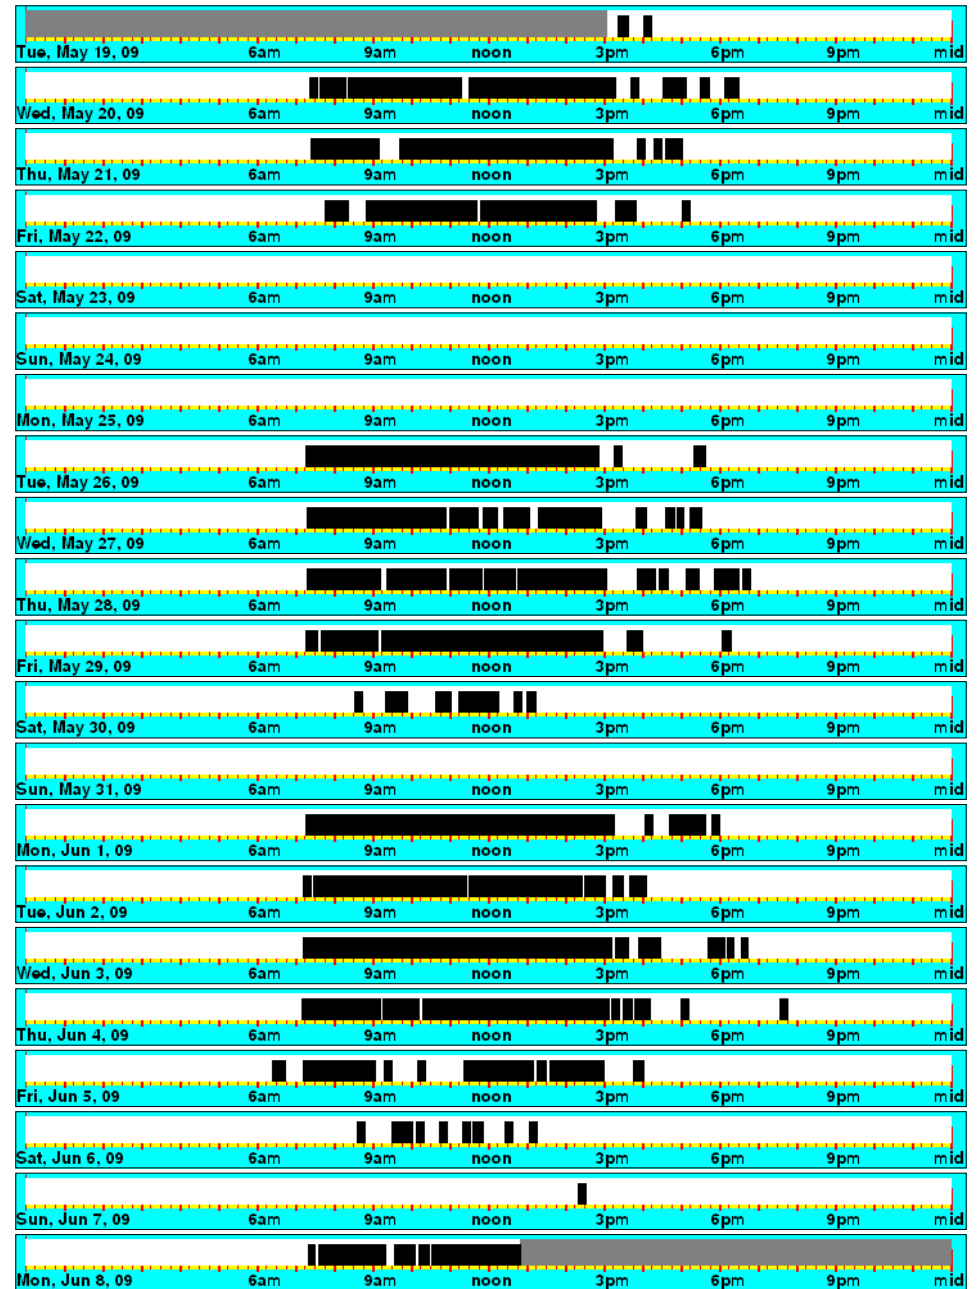 Tue, May 19, 09 6am 9am noon 3pm 6pm 9pm mid
Wed, May 20, 09 6am 9am noon 3pm 6pm 9pm mid
Thu, May 21, 09 6am 9am noon 3pm 6pm 9pm mid
Fri, May 22, 09 6am 9am noon 3pm 6pm 9pm mid
Sat, May 23, 09 6am 9am noon 3pm 6pm 9pm mid
Sun, May 24, 09 6am 9am noon 3pm 6pm 9pm mid
Mon, May 25, 09 6am 9am noon 3pm 6pm 9pm mid
Tue, May 26, 09 6am 9am noon 3pm 6pm 9pm mid
Wed, May 27, 09 6am 9am noon 3pm 6pm 9pm mid
Thu, May 28, 09 6am 9am noon 3pm 6pm 9pm mid
Fri, May 29, 09 6am 9am noon 3pm 6pm 9pm mid
Sat, May 30, 09 6am 9am noon 3pm 6pm 9pm mid
Sun, May 31, 09 6am 9am noon 3pm 6pm 9pm mid
Mon, Jun 1, 09 6am 9am noon 3pm 6pm 9pm mid
Tue, Jun 2, 09 6am 9am noon 3pm 6pm 9pm mid
Wed, Jun 3, 09 6am 9am noon 3pm 6pm 9pm mid
Thu, Jun 4, 09 6am 9am noon 3pm 6pm 9pm mid
Fri, Jun 5, 09 6am 9am noon 3pm 6pm 9pm mid
Sat, Jun 6, 09 6am 9am noon 3pm 6pm 9pm mid
Sun, Jun 7, 09 6am 9am noon 3pm 6pm 9pm mid
Mon, Jun 8, 09 6am 9am noon 3pm 6pm 9pm mid